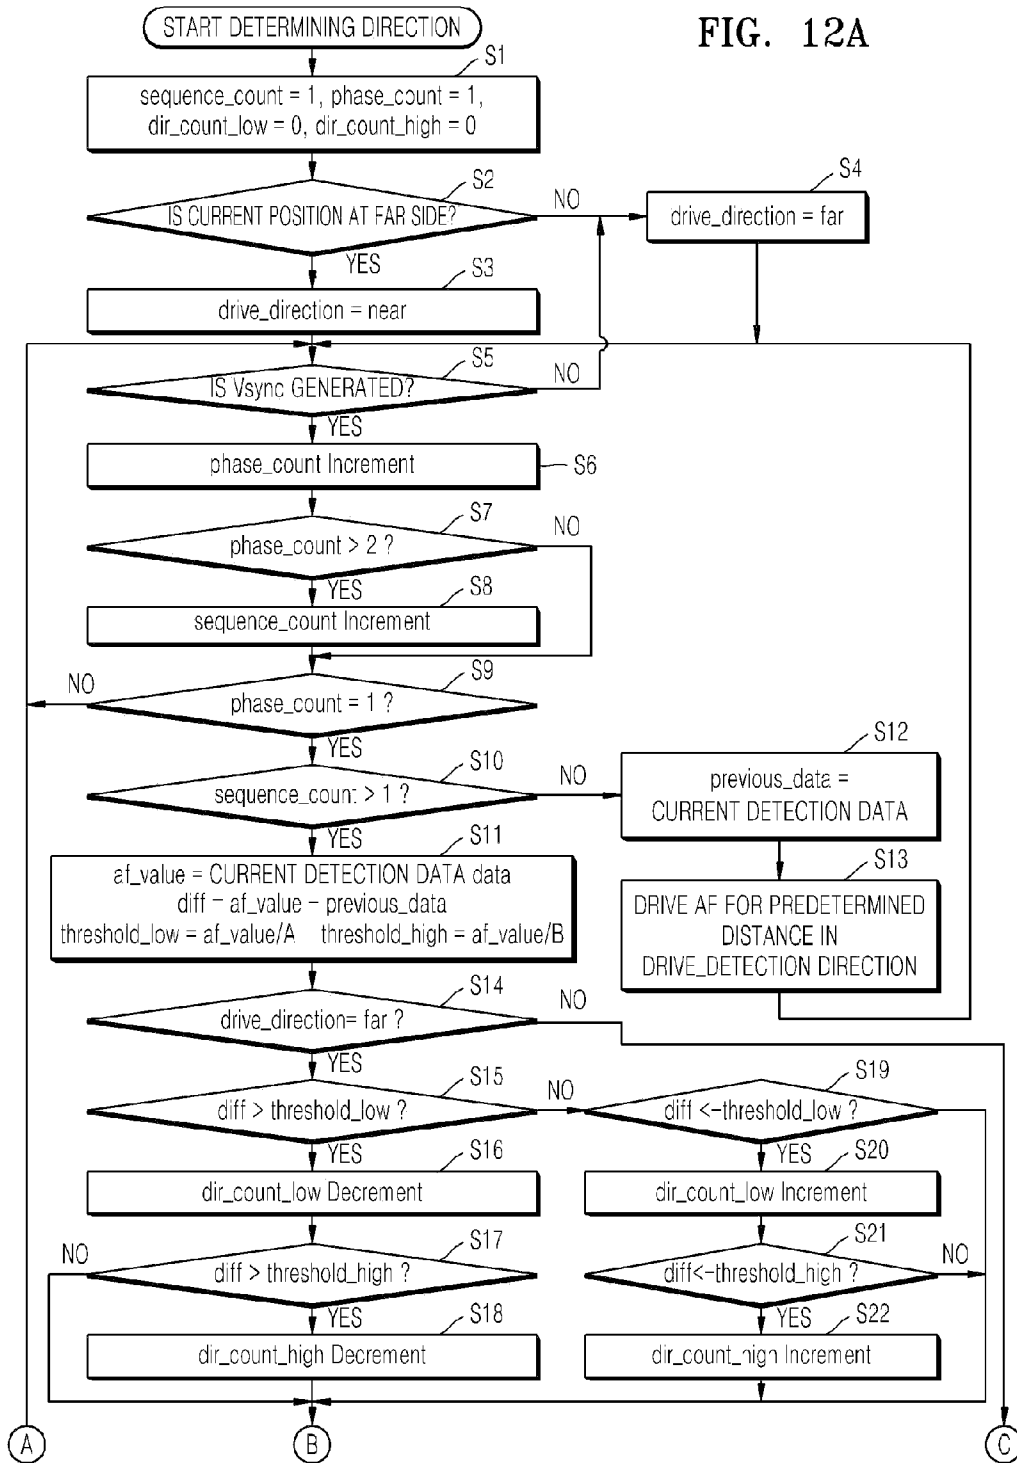 FIG. 12A
START DETERMINING DIRECTION
S1
sequence_count = 1, phase_count = 1,
dir_count_low = 0, dir_count_high = 0
S2
IS CURRENT POSITION AT FAR SIDE?
NO
YES
S4
drive_direction = far
S3
drive_direction = near
S5
IS Vsync GENERATED?
NO
YES
phase_count Increment
S6
S7
phase_count > 2 ?
NO
YES
S8
sequence_count Increment
S9
NO
phase_count = 1 ?
YES
S10
sequence_count > 1 ?
NO
YES
S12
previous_data =
CURRENT DETECTION DATA
S11
af_value = CURRENT DETECTION DATA data
diff = af_value - previous_data
threshold_low = af_value/A threshold_high = af_value/B
S13
DRIVE AF FOR PREDETERMINED
DISTANCE IN
DRIVE_DETECTION DIRECTION
S14
drive_direction= far ?
NO
YES
S15
diff > threshold_low ?
NO
YES
S19
diff <-threshold_low ?
YES
S16
dir_count_low Decrement
S20
dir_count_low Increment
S17
NO
diff > threshold_high ?
YES
S21
diff<-threshold_high ?
NO
YES
S18
dir_count_high Decrement
S22
dir_count_high Increment
A
B
C